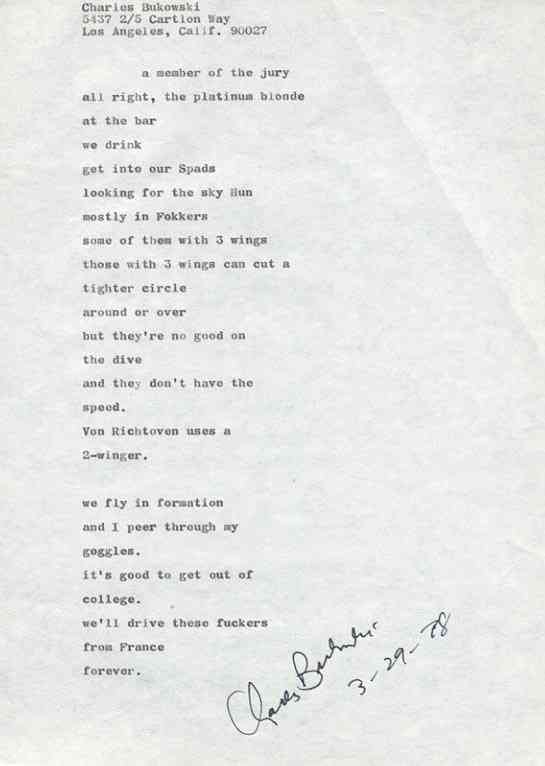 Charles Bukowski
5437 2/5 Carlton Way
Los Angeles, Calif. 90027
a member of the jury
all right, the platinum blonde
at the bar
we drink
get into our Spads
looking for the sky Hun
mostly in Fokkers
some of them with 3 wings
those with 3 wings can cut a
tighter circle
around or over
but they're no good on
the dive
and they don't have the
speed.
Von Richtoven uses a
2-winger.
we fly in formation
and I peer through my
goggles.
it's good to get out of
college.
we'll drive these fuckers
from France
forever.
Charles Bukowski
3-29-78